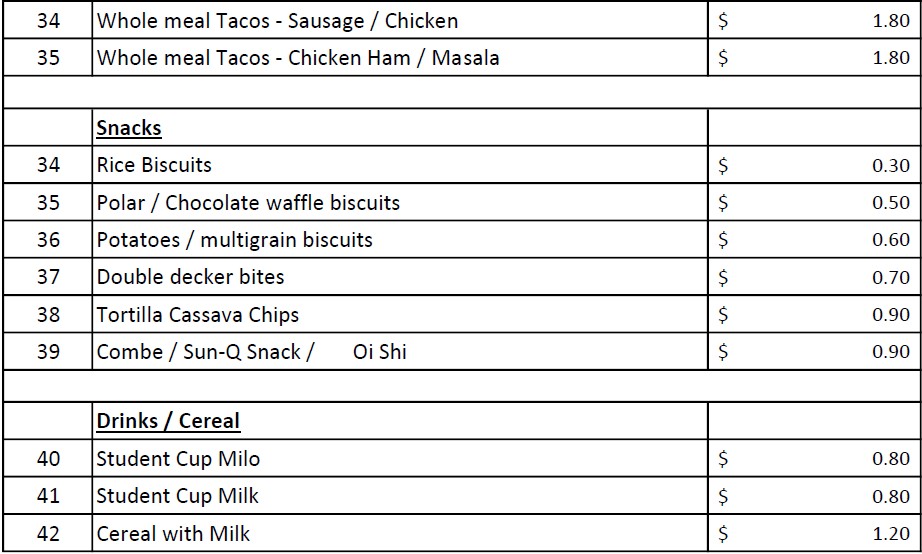 34 Whole meal Tacos - Sausage / Chicken $ 1.80
35 Whole meal Tacos - Chicken Ham / Masala $ 1.80
Snacks
34 Rice Biscuits $ 0.30
35 Polar / Chocolate waffle biscuits $ 0.50
36 Potatoes / multigrain biscuits $ 0.60
37 Double decker bites $ 0.70
38 Tortilla Cassava Chips $ 0.90
39 Combe / Sun-Q Snack / Oi Shi $ 0.90
Drinks / Cereal
40 Student Cup Milo $ 0.80
41 Student Cup Milk $ 0.80
42 Cereal with Milk $ 1.20